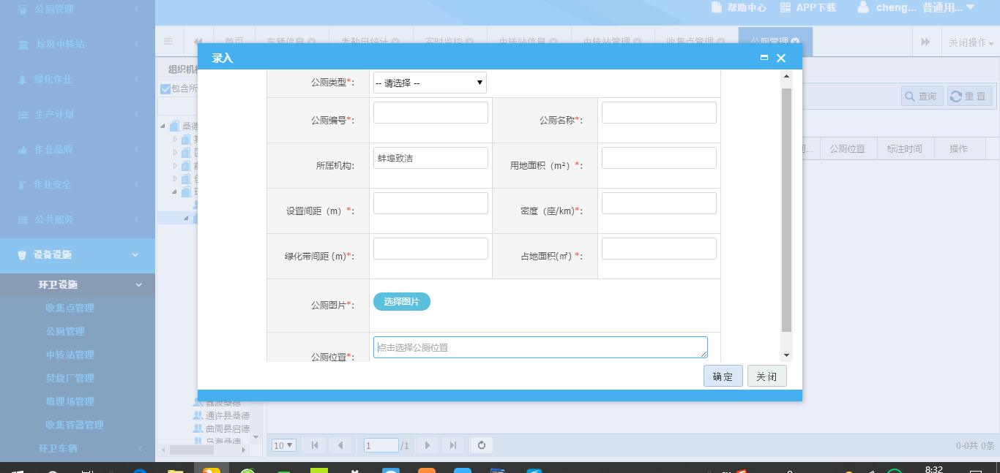 公厕管理
帮助中心 APP下载 cheng... 普通用...
垃圾中转站
绿化作业
生产计划
作业品质
作业安全
公共服务
设备设施
环卫设施
收集点管理
公厕管理
中转站管理
焚烧厂管理
填埋场管理
收集容器管理
环卫车辆
首页 车辆信息 考勤日统计 实时监控 中转站信息 中转站管理 收集点管理 公厕管理 关闭操作
组织机
包含所
查询 重置
桑德
公厕位置 标注时间 操作
录入
公厕类型*: -- 请选择 --
公厕编号*: 公厕名称*:
所属机构: 蚌埠致洁 用地面积（m²）*:
设置间距（m）*: 密度（座/km)*:
绿化带间距 (m)*: 占地面积(㎡) *:
公厕图片*: 选择图片
公厕位置*: 点击选择公厕位置
确定 关闭
荔波桑德
通许县桑德
曲周县启德
乌海桑德
10 1 /1 0-0共 0条
8:32